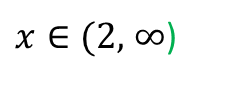 x ∈ (2, ∞)